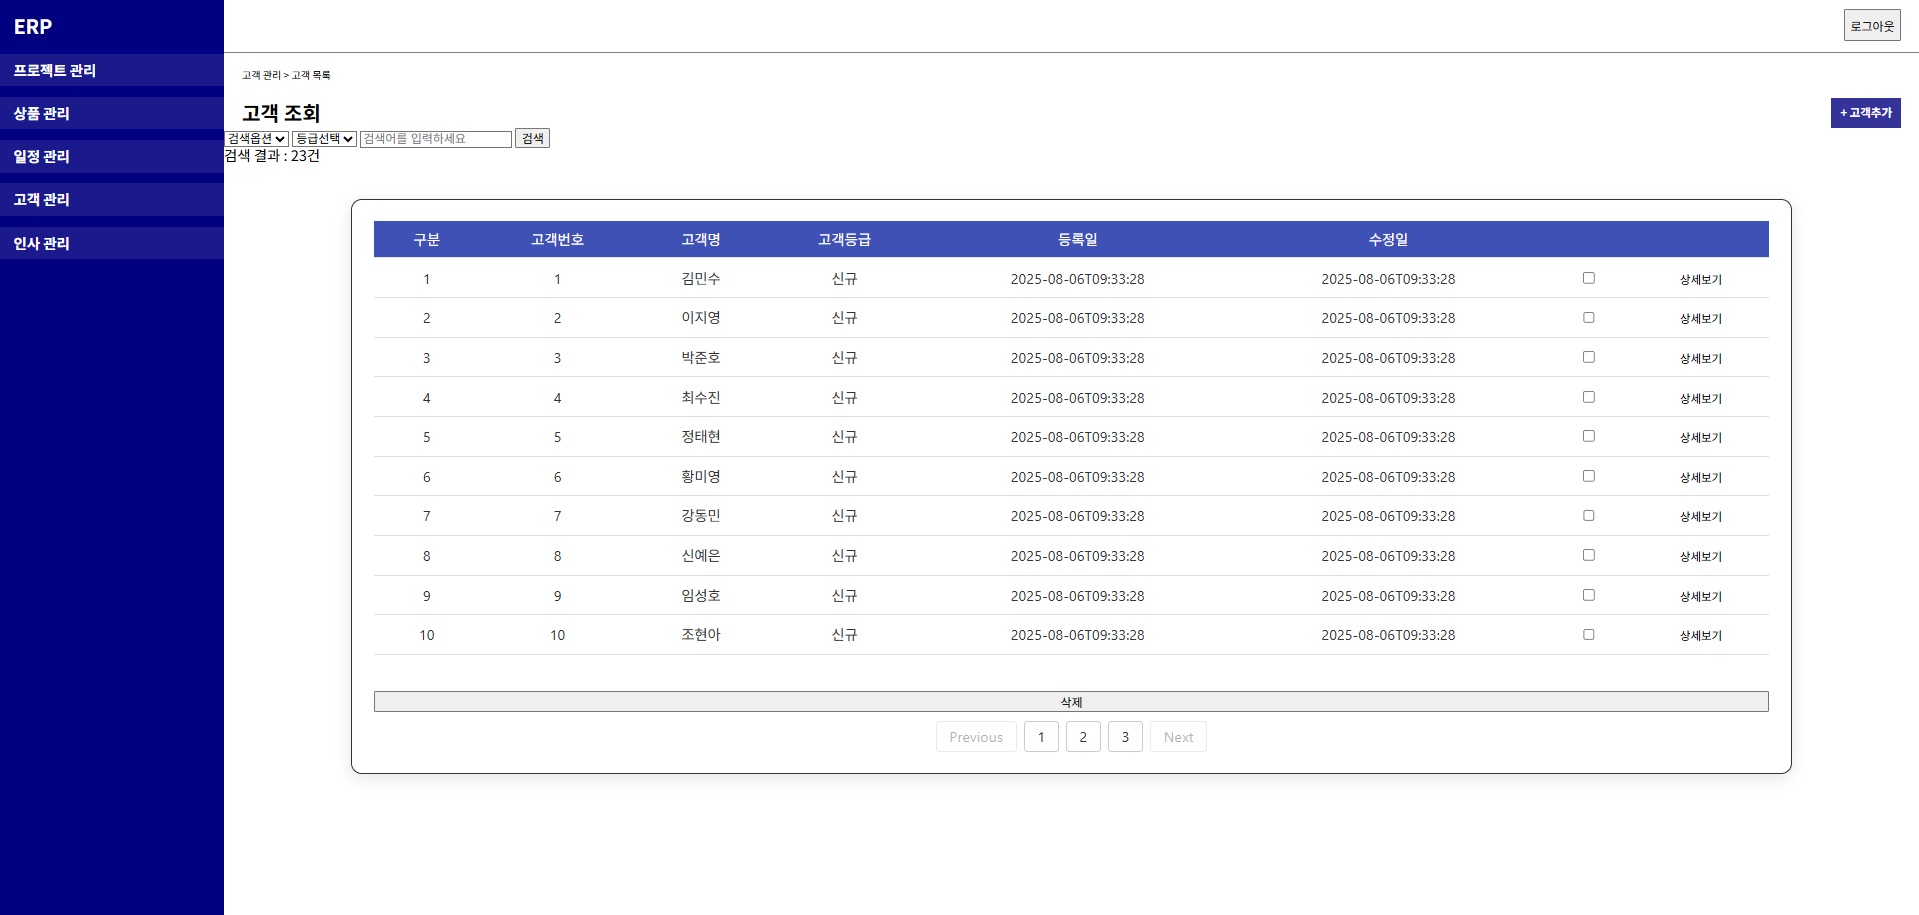 ERP
프로젝트 관리
상품 관리
일정 관리
고객 관리
인사 관리
로그아웃
고객 관리 > 고객 목록
고객 조회
+ 고객추가
검색옵션 등급선택 검색어를 입력하세요 검색
검색 결과 : 23건
구분 고객번호 고객명 고객등급 등록일 수정일
1 1 김민수 신규 2025-08-06T09:33:28 2025-08-06T09:33:28 상세보기
2 2 이지영 신규 2025-08-06T09:33:28 2025-08-06T09:33:28 상세보기
3 3 박준호 신규 2025-08-06T09:33:28 2025-08-06T09:33:28 상세보기
4 4 최수진 신규 2025-08-06T09:33:28 2025-08-06T09:33:28 상세보기
5 5 정태현 신규 2025-08-06T09:33:28 2025-08-06T09:33:28 상세보기
6 6 황미영 신규 2025-08-06T09:33:28 2025-08-06T09:33:28 상세보기
7 7 강동민 신규 2025-08-06T09:33:28 2025-08-06T09:33:28 상세보기
8 8 신예은 신규 2025-08-06T09:33:28 2025-08-06T09:33:28 상세보기
9 9 임성호 신규 2025-08-06T09:33:28 2025-08-06T09:33:28 상세보기
10 10 조현아 신규 2025-08-06T09:33:28 2025-08-06T09:33:28 상세보기
삭제
Previous 1 2 3 Next